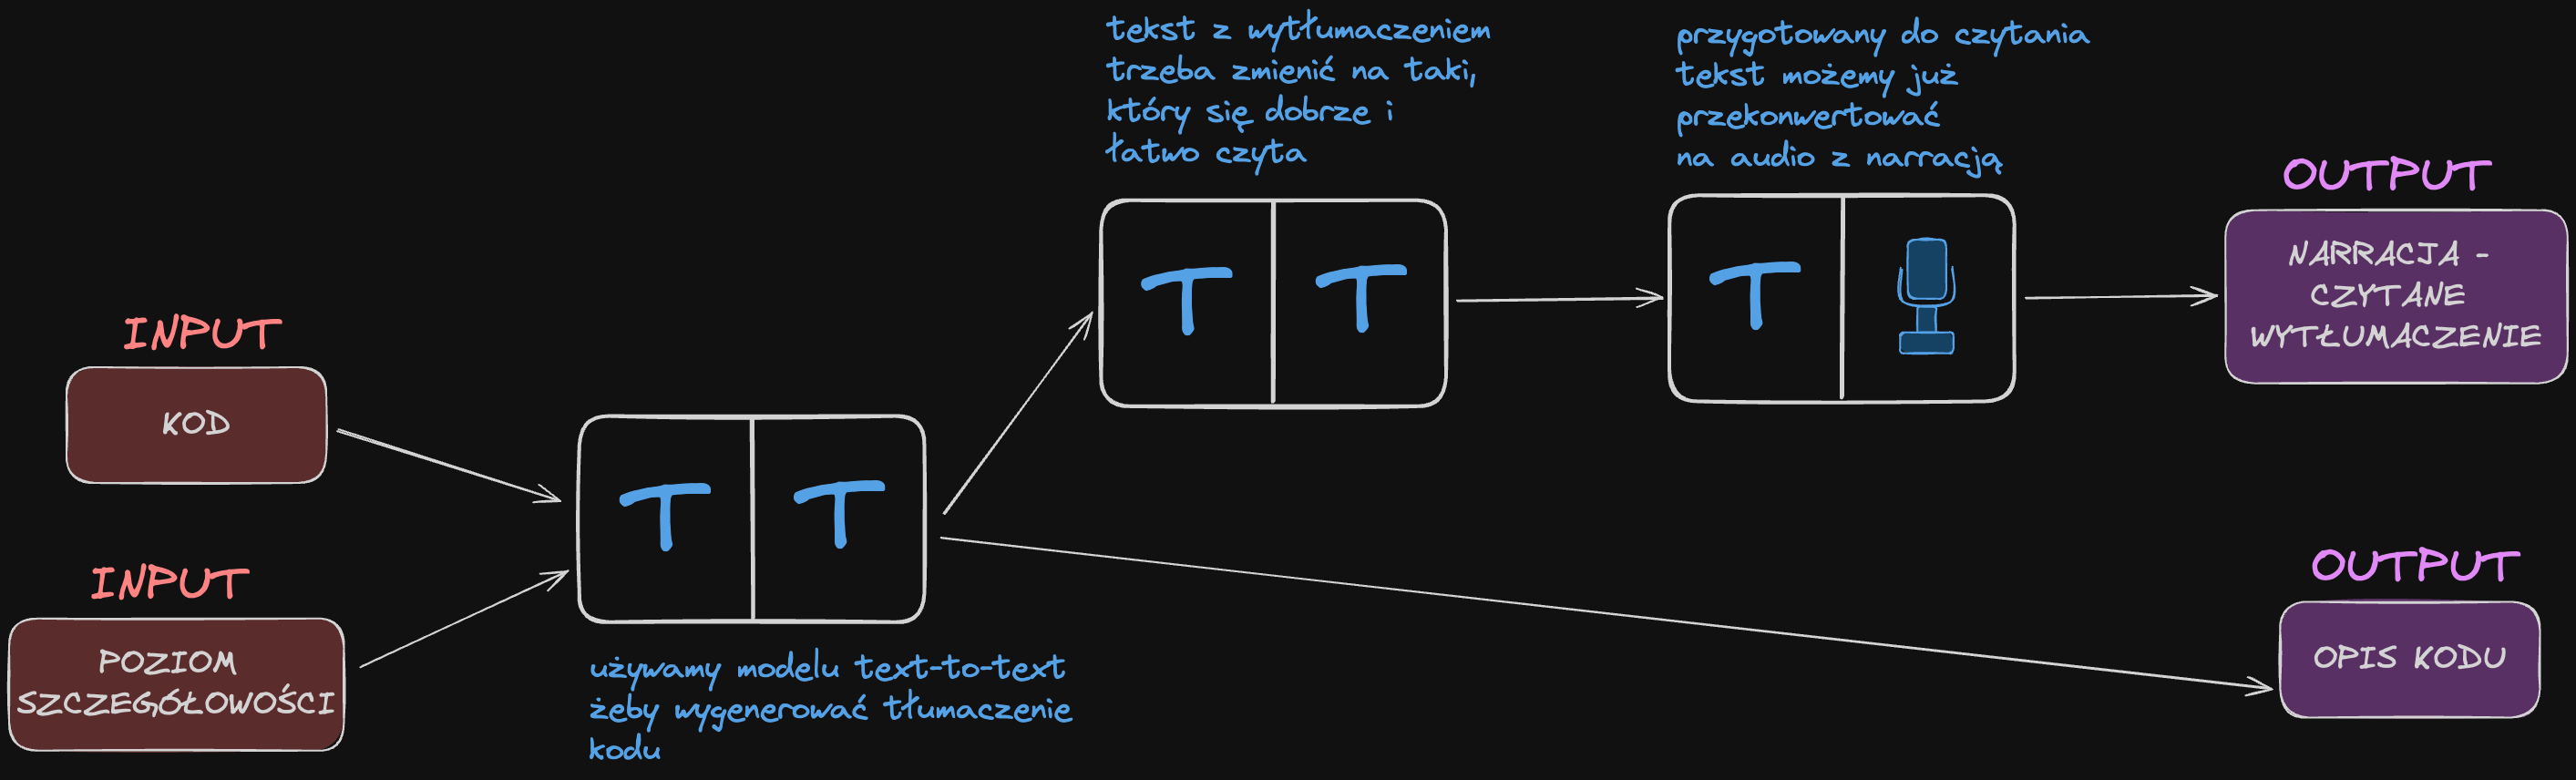 INPUT
KOD
INPUT
POZIOM
SZCZEGÓŁOWOŚCI
T T
używamy modelu text-to-text
żeby wygenerować tłumaczenie
kodu
tekst z wytłumaczeniem
trzeba zmienić na taki,
który się dobrze i
łatwo czyta
T T
przygotowany do czytania
tekst możemy już
przekonwertować
na audio z narracją
T
OUTPUT
NARRACJA -
CZYTANE
WYTŁUMACZENIE
OUTPUT
OPIS KODU